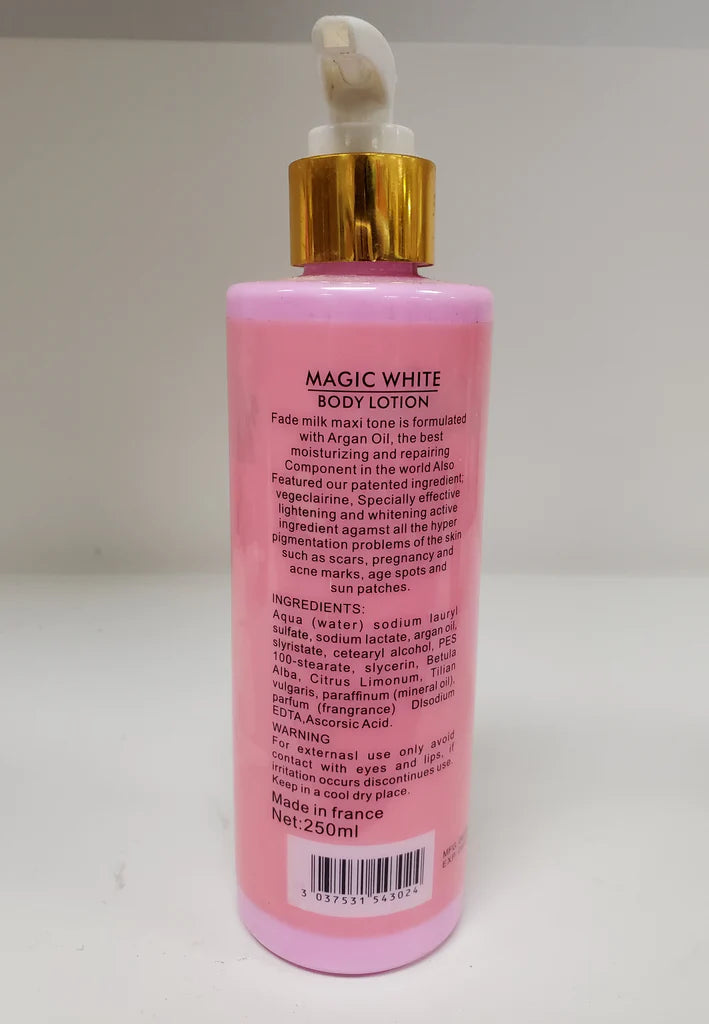 MAGIC WHITE
BODY LOTION
Fade milk maxi tone is formulated
with Argan Oil, the best
moisturizing and repairing
Component in the world Also
Featured our patented ingredient;
vegeclairine, Specially effective
lightening and whitening active
ingredient agamst all the hyper
pigmentation problems of the skin
such as scars, pregnancy and
acne marks, age spots and
sun patches.
INGREDIENTS:
Aqua (water) sodium lauryl
sulfate, sodium lactate, argan oil,
slyristate, cetearyl alcohol, PES
100-stearate, slycerin, Betula
Alba, Citrus Limonum, Tilian
vulgaris, paraffinum (mineral oil),
parfum (frangrance) DIsodium
EDTA,Ascorsic Acid.
WARNING
For externasl use only avoid
contact with eyes and lips, if
irritation occurs discontinues use.
Keep in a cool dry place.
Made in france
Net:250ml
MFG
EXP
3 037531 543024